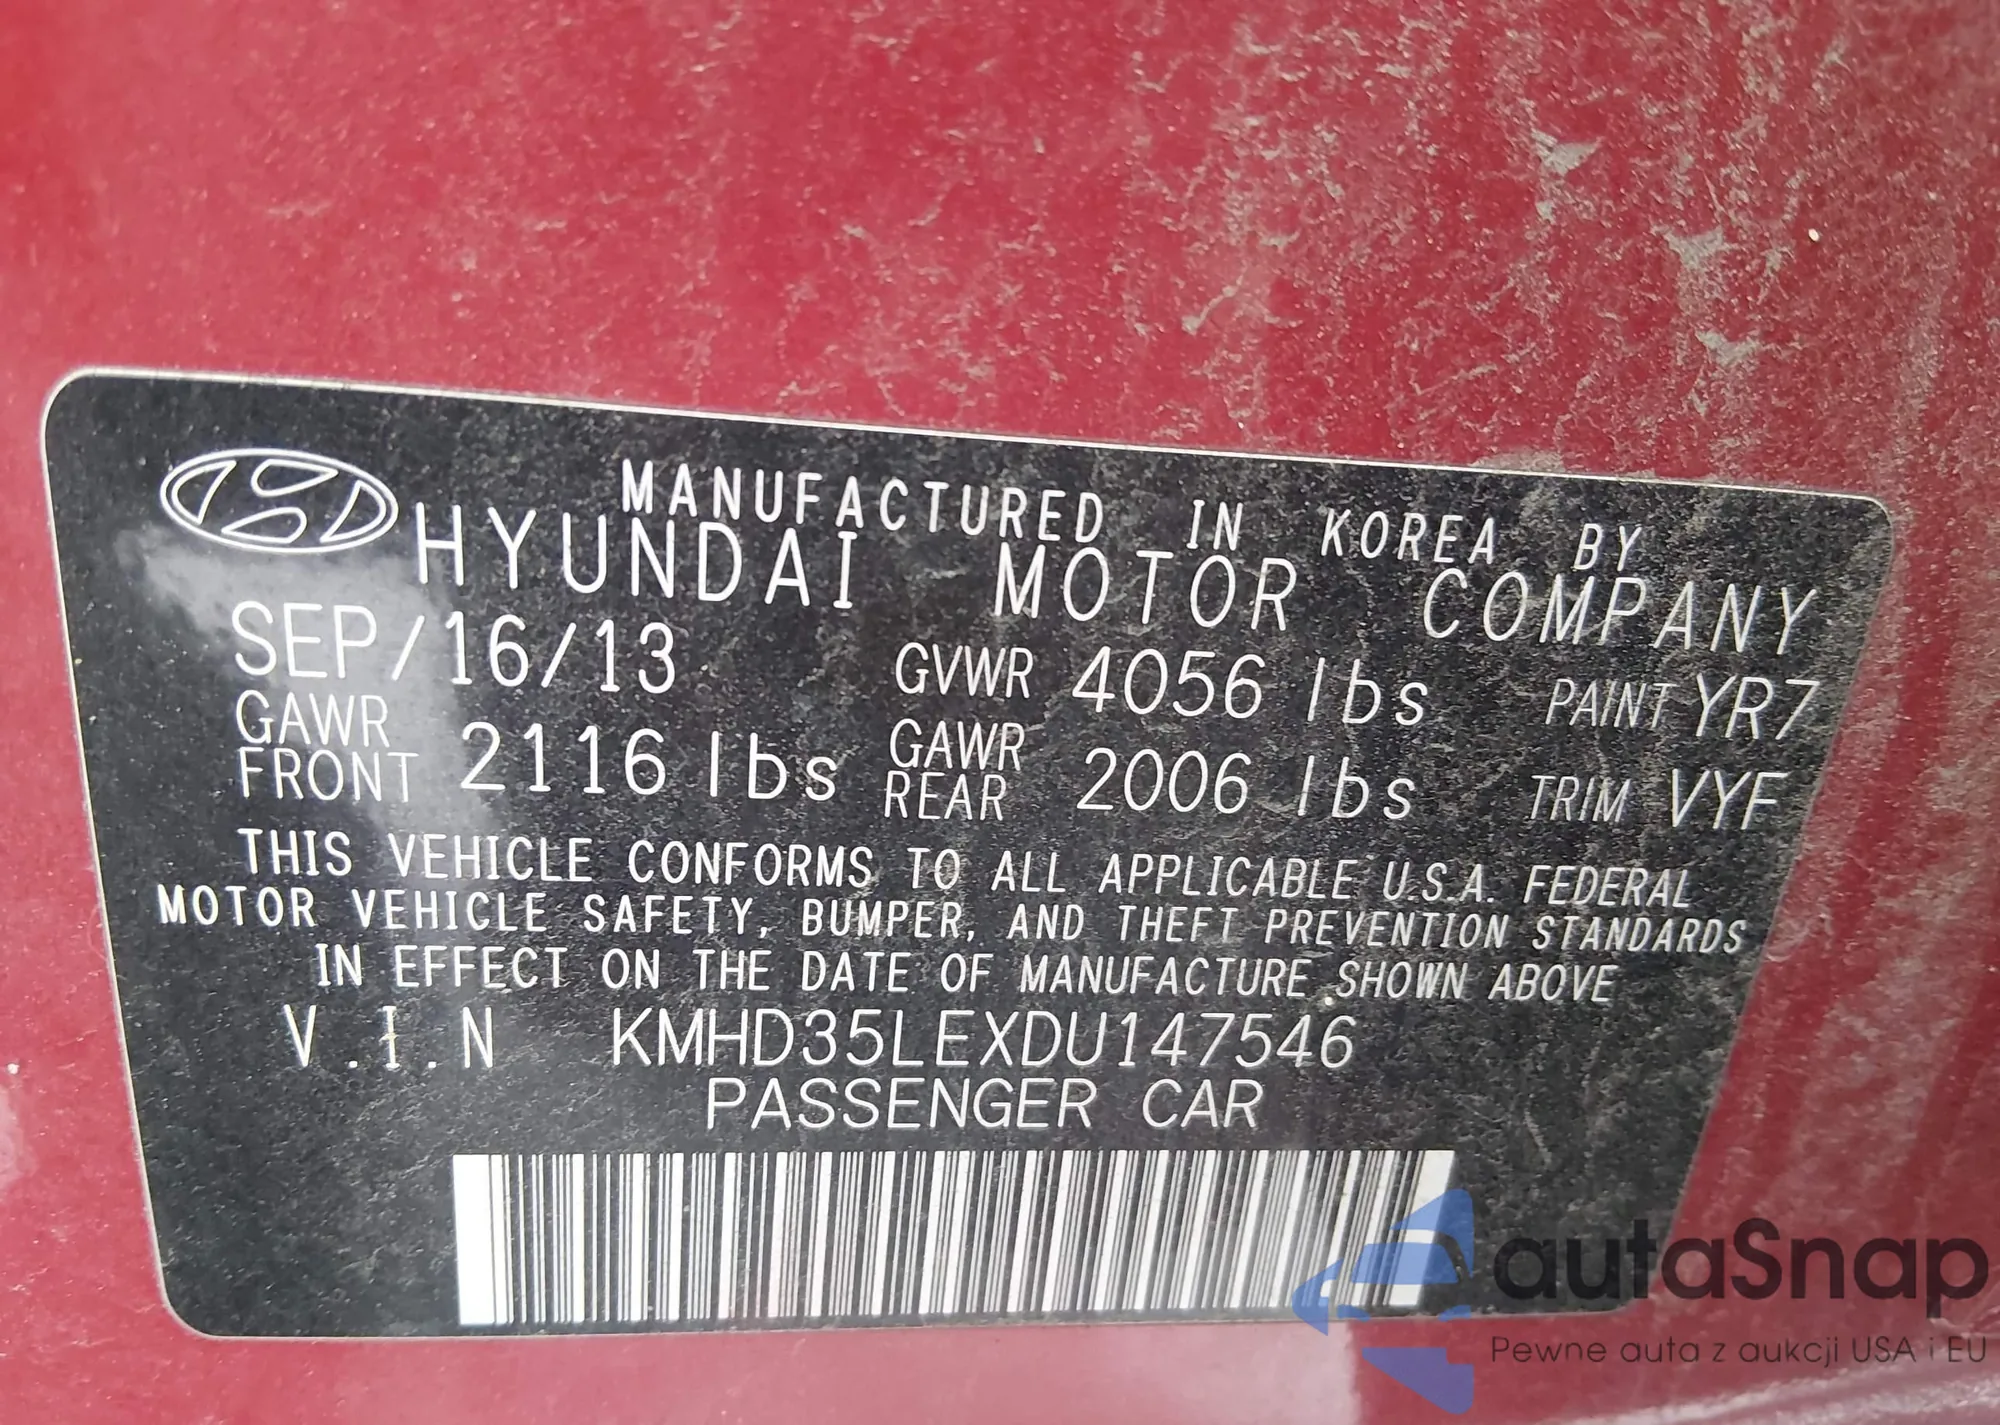 MANUFACTURED IN KOREA BY
HYUNDAI MOTOR COMPANY
SEP/16/13 GVWR 4056 lbs PAINT YR7
GAWR FRONT 2116 lbs GAWR REAR 2006 lbs TRIM VYF
THIS VEHICLE CONFORMS TO ALL APPLICABLE U.S.A. FEDERAL
MOTOR VEHICLE SAFETY, BUMPER, AND THEFT PREVENTION STANDARDS
IN EFFECT ON THE DATE OF MANUFACTURE SHOWN ABOVE
V.I.N KMHD35LEXDU147546
PASSENGER CAR
autaSnap
Pewne auta z aukcji USA i EU